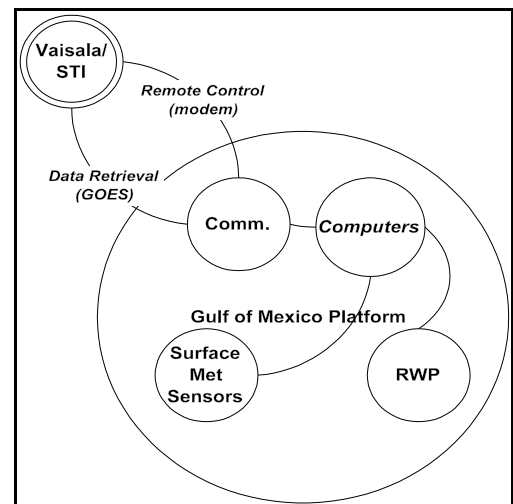 Vaisala/
STI
Remote Control
(modem)
Data Retrieval
(GOES)
Comm.
Computers
Gulf of Mexico Platform
Surface
Met
Sensors
RWP